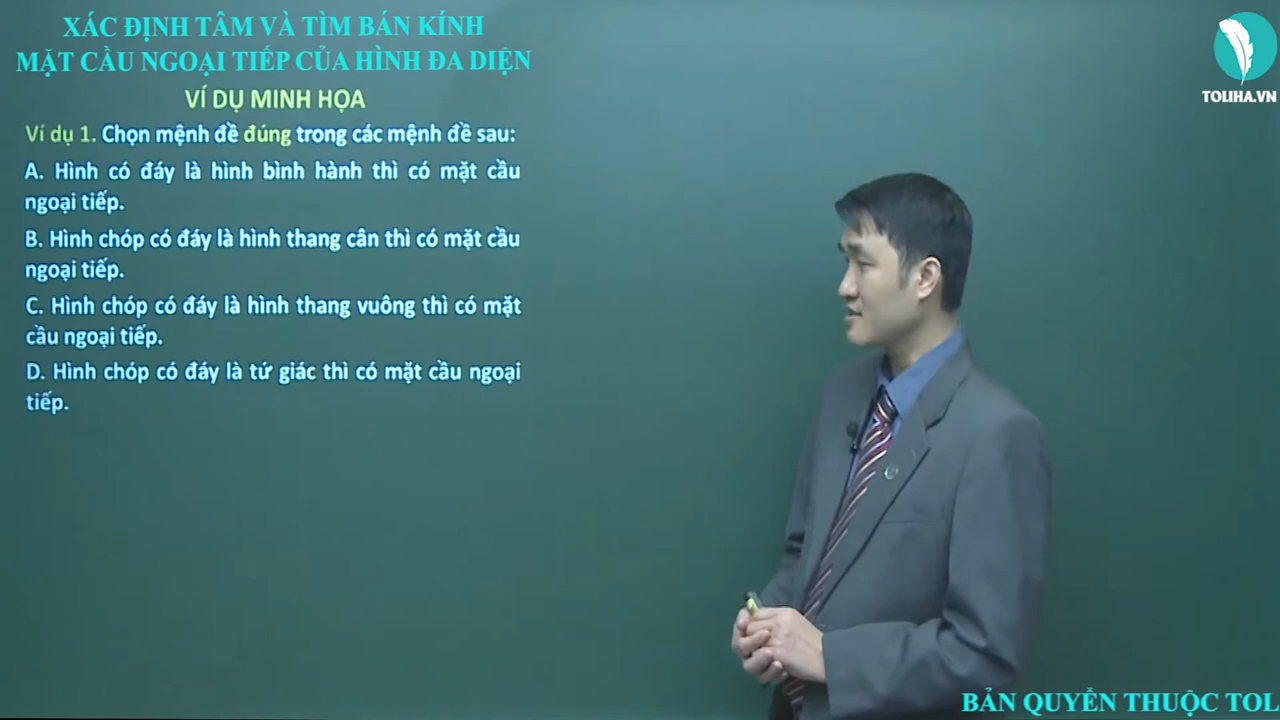 XÁC ĐỊNH TÂM VÀ TÌM BÁN KÍNH
MẶT CẦU NGOẠI TIẾP CỦA HÌNH ĐA DIỆN
VÍ DỤ MINH HỌA
Ví dụ 1. Chọn mệnh đề đúng trong các mệnh đề sau:
A. Hình có đáy là hình bình hành thì có mặt cầu
ngoại tiếp.
B. Hình chóp có đáy là hình thang cân thì có mặt cầu
ngoại tiếp.
C. Hình chóp có đáy là hình thang vuông thì có mặt
cầu ngoại tiếp.
D. Hình chóp có đáy là tứ giác thì có mặt cầu ngoại
tiếp.
TOLIHA.VN
BẢN QUYỀN THUỘC TOL